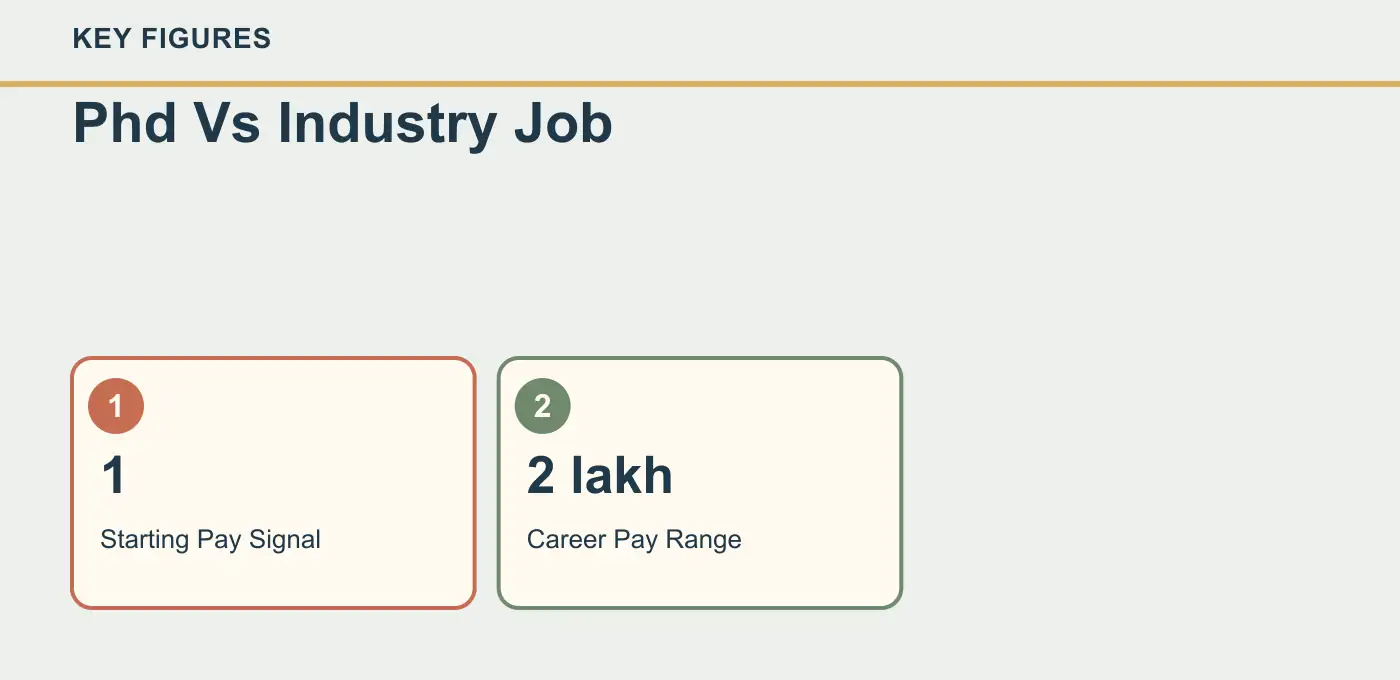 KEY FIGURES
Phd Vs Industry Job
1
1
Starting Pay Signal
2
2 lakh
Career Pay Range